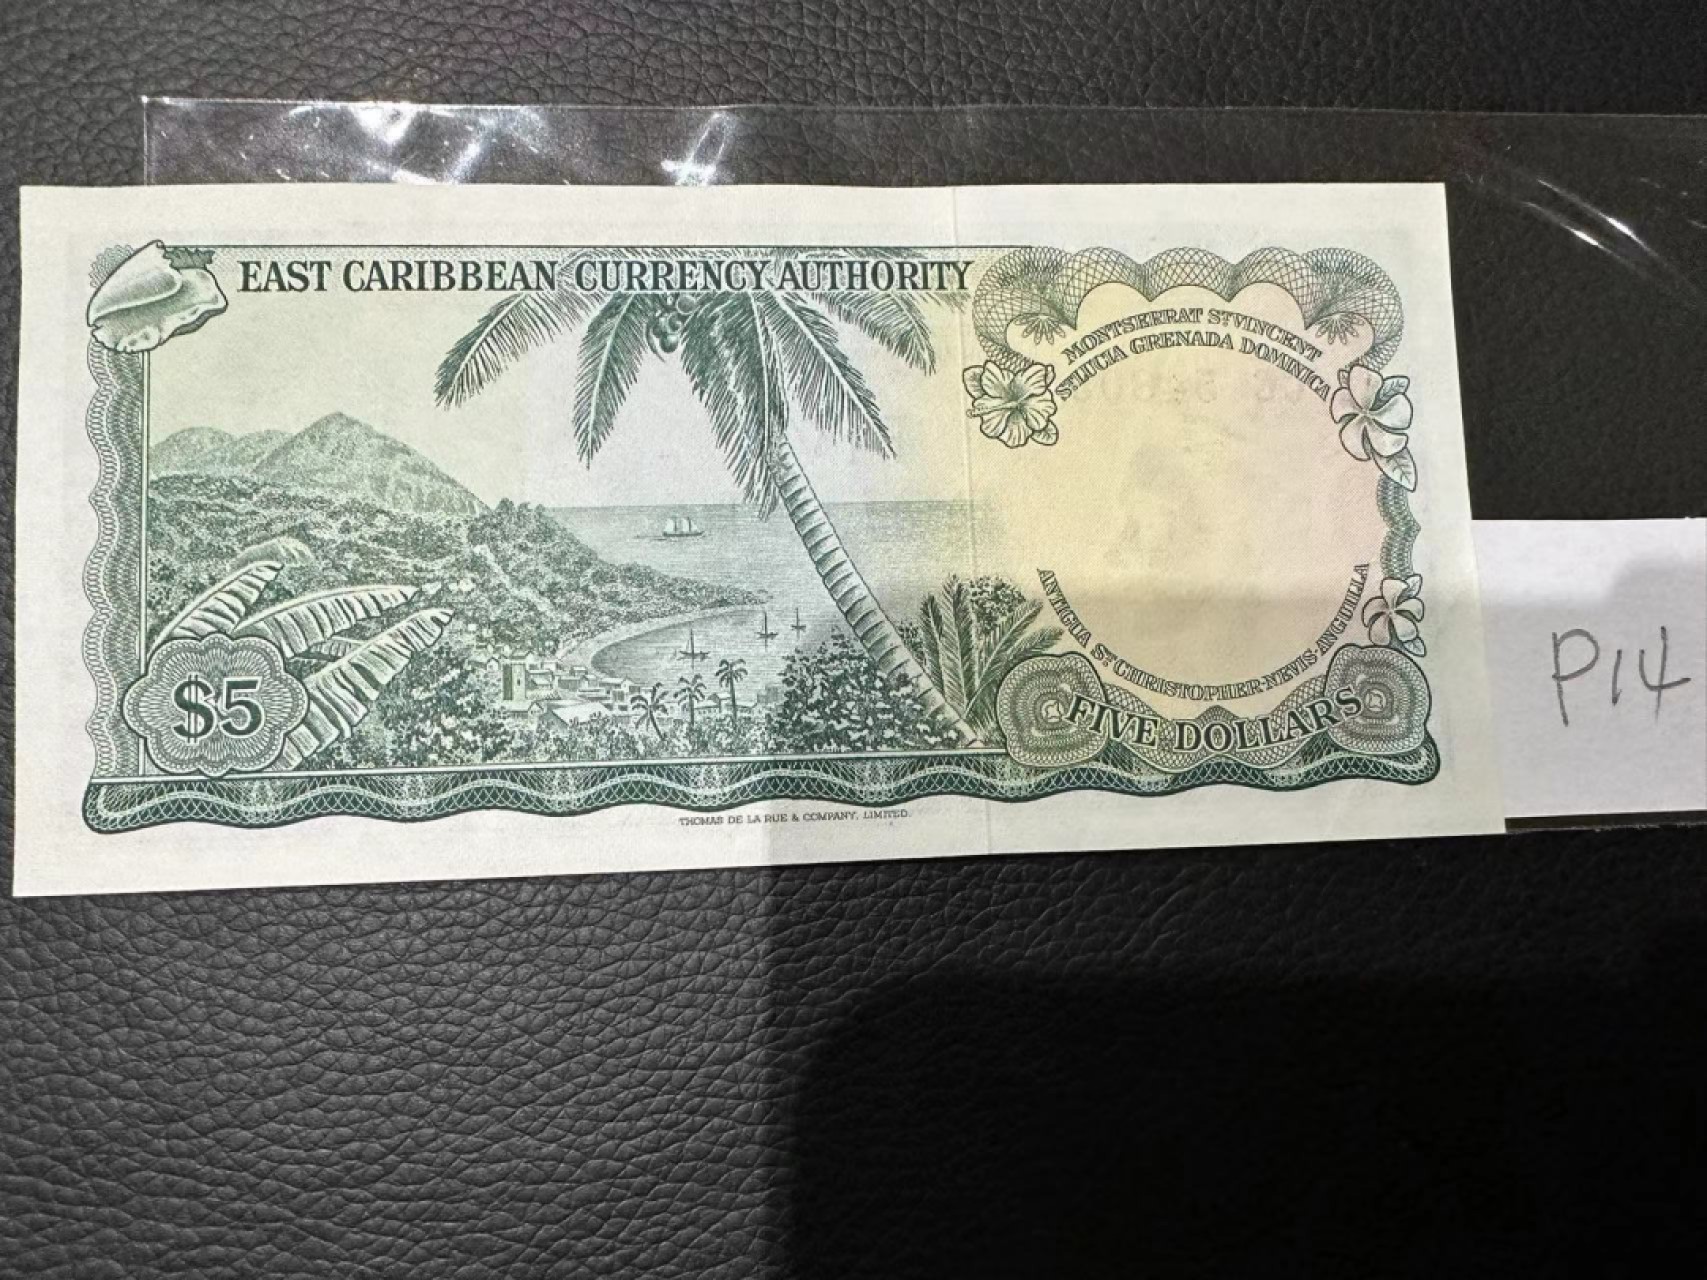 EAST CARIBBEAN CURRENCY AUTHORITY
MONTSERRAT ST VINCENT
ST LUCIA GRENADA DOMINICA
ANTIGUA ST CHRISTOPHER-NEVIS-ANGUILLA
$5
FIVE DOLLARS
THOMAS DE LA RUE & COMPANY, LIMITED.
P14